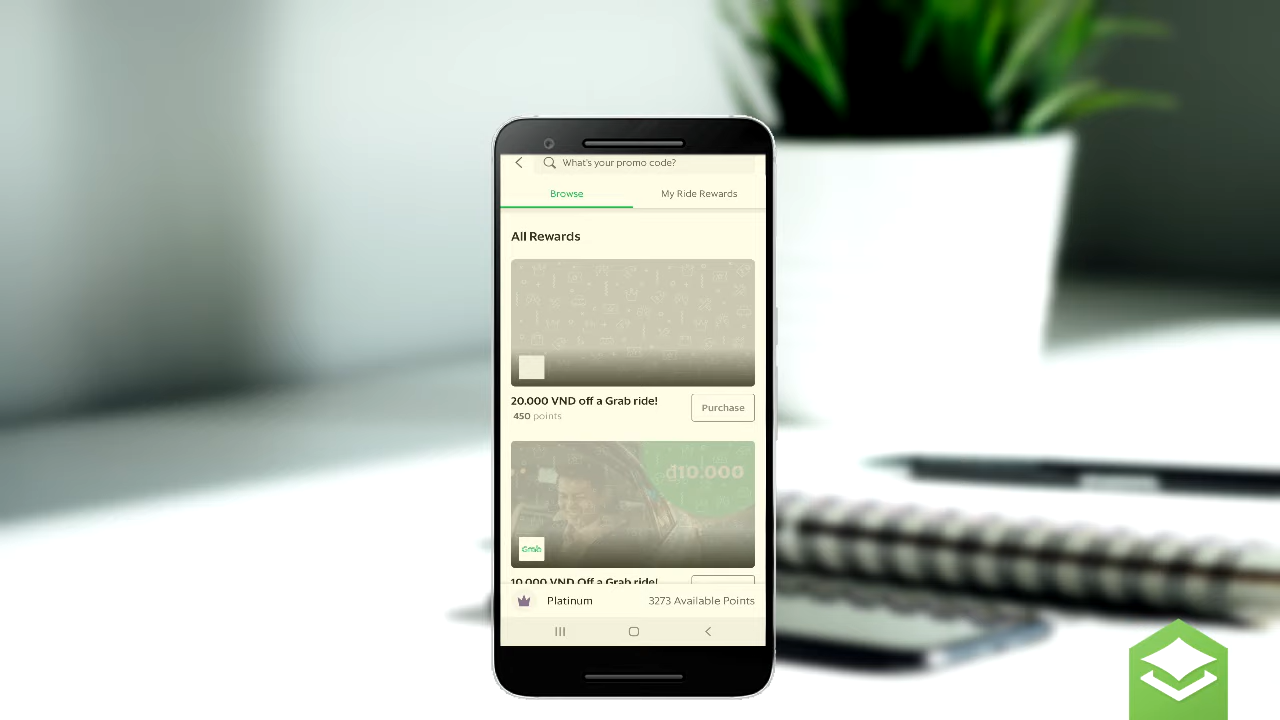 What's your promo code?
Browse
My Ride Rewards
All Rewards
20.000 VND off a Grab ride!
450 points
Purchase
đ10.000
Grab
10.000 VND Off a Grab ride!
Platinum
3273 Available Points